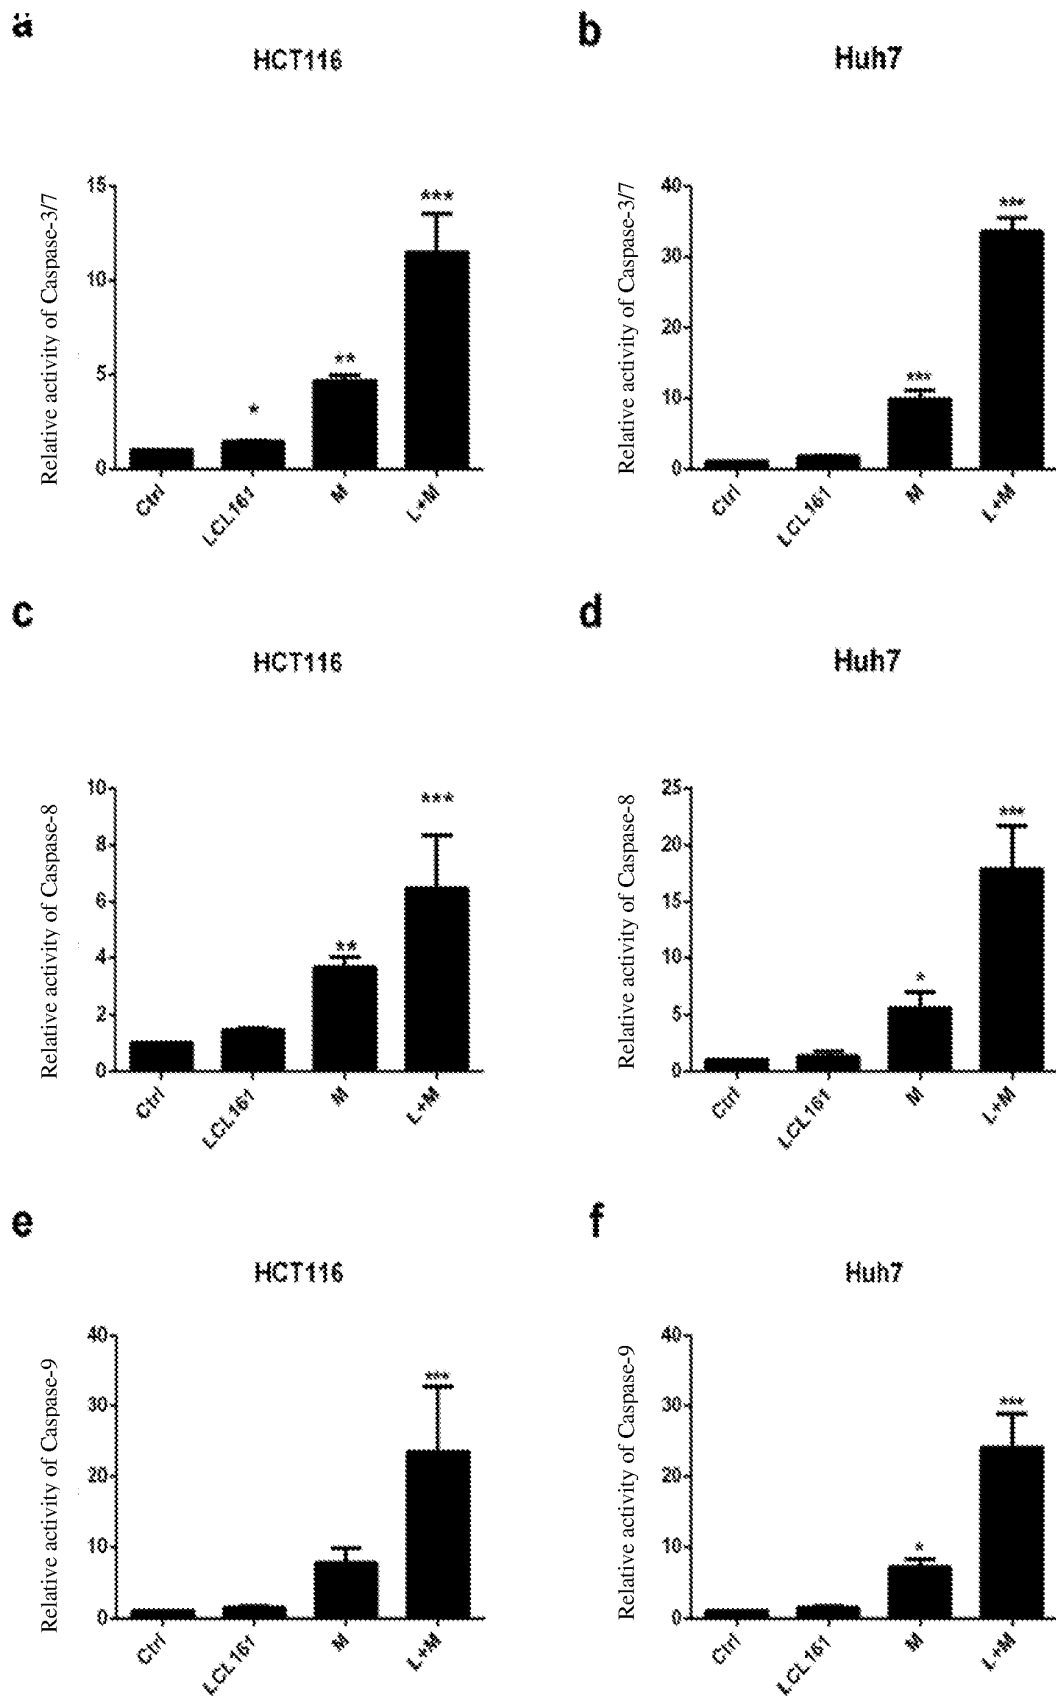 a
HCT116
Relative activity of Caspase-3/7
15
***
10
**
5
*
0
Ctrl
LCL161
M
L+M
b
Huh7
Relative activity of Caspase-3/7
40
***
30
20
***
10
0
Ctrl
LCL161
M
L+M
c
HCT116
Relative activity of Caspase-8
10
***
8
6
**
4
2
0
Ctrl
LCL161
M
L+M
d
Huh7
Relative activity of Caspase-8
25
***
20
15
10
*
5
0
Ctrl
LCL161
M
L+M
e
HCT116
Relative activity of Caspase-9
40
***
30
20
10
0
Ctrl
LCL161
M
L+M
f
Huh7
Relative activity of Caspase-9
40
***
30
20
*
10
0
Ctrl
LCL161
M
L+M